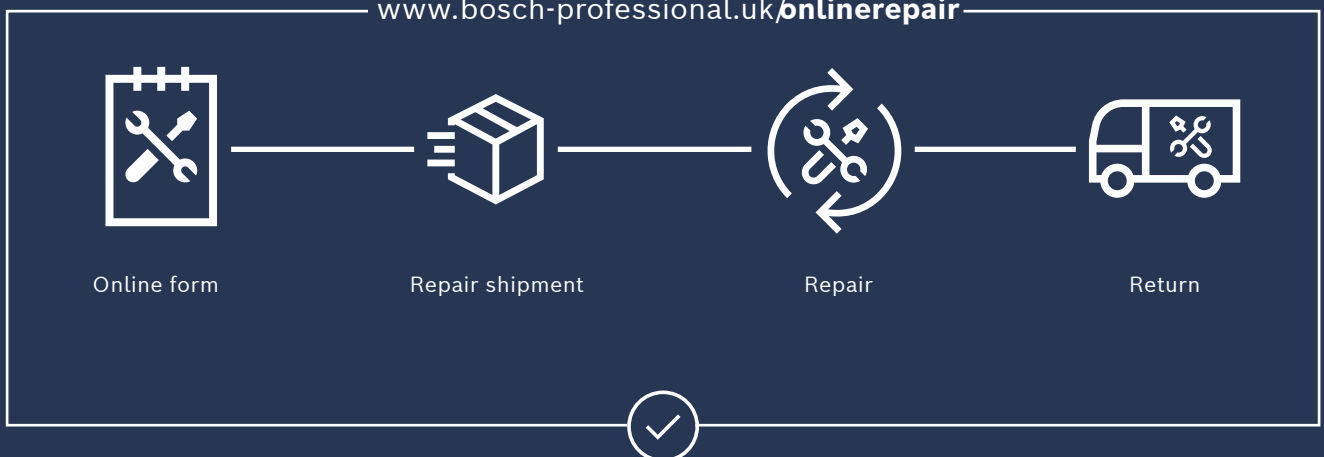 www.bosch-professional.uk/onlinerepair
Online form
Repair shipment
Repair
Return